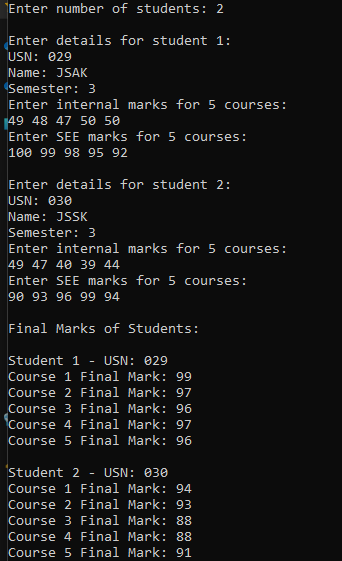 Enter number of students: 2
Enter details for student 1:
USN: 029
Name: JSAK
Semester: 3
Enter internal marks for 5 courses:
49 48 47 50 50
Enter SEE marks for 5 courses:
100 99 98 95 92
Enter details for student 2:
USN: 030
Name: JSSK
Semester: 3
Enter internal marks for 5 courses:
49 47 40 39 44
Enter SEE marks for 5 courses:
90 93 96 99 94
Final Marks of Students:
Student 1 - USN: 029
Course 1 Final Mark: 99
Course 2 Final Mark: 97
Course 3 Final Mark: 96
Course 4 Final Mark: 97
Course 5 Final Mark: 96
Student 2 - USN: 030
Course 1 Final Mark: 94
Course 2 Final Mark: 93
Course 3 Final Mark: 88
Course 4 Final Mark: 88
Course 5 Final Mark: 91